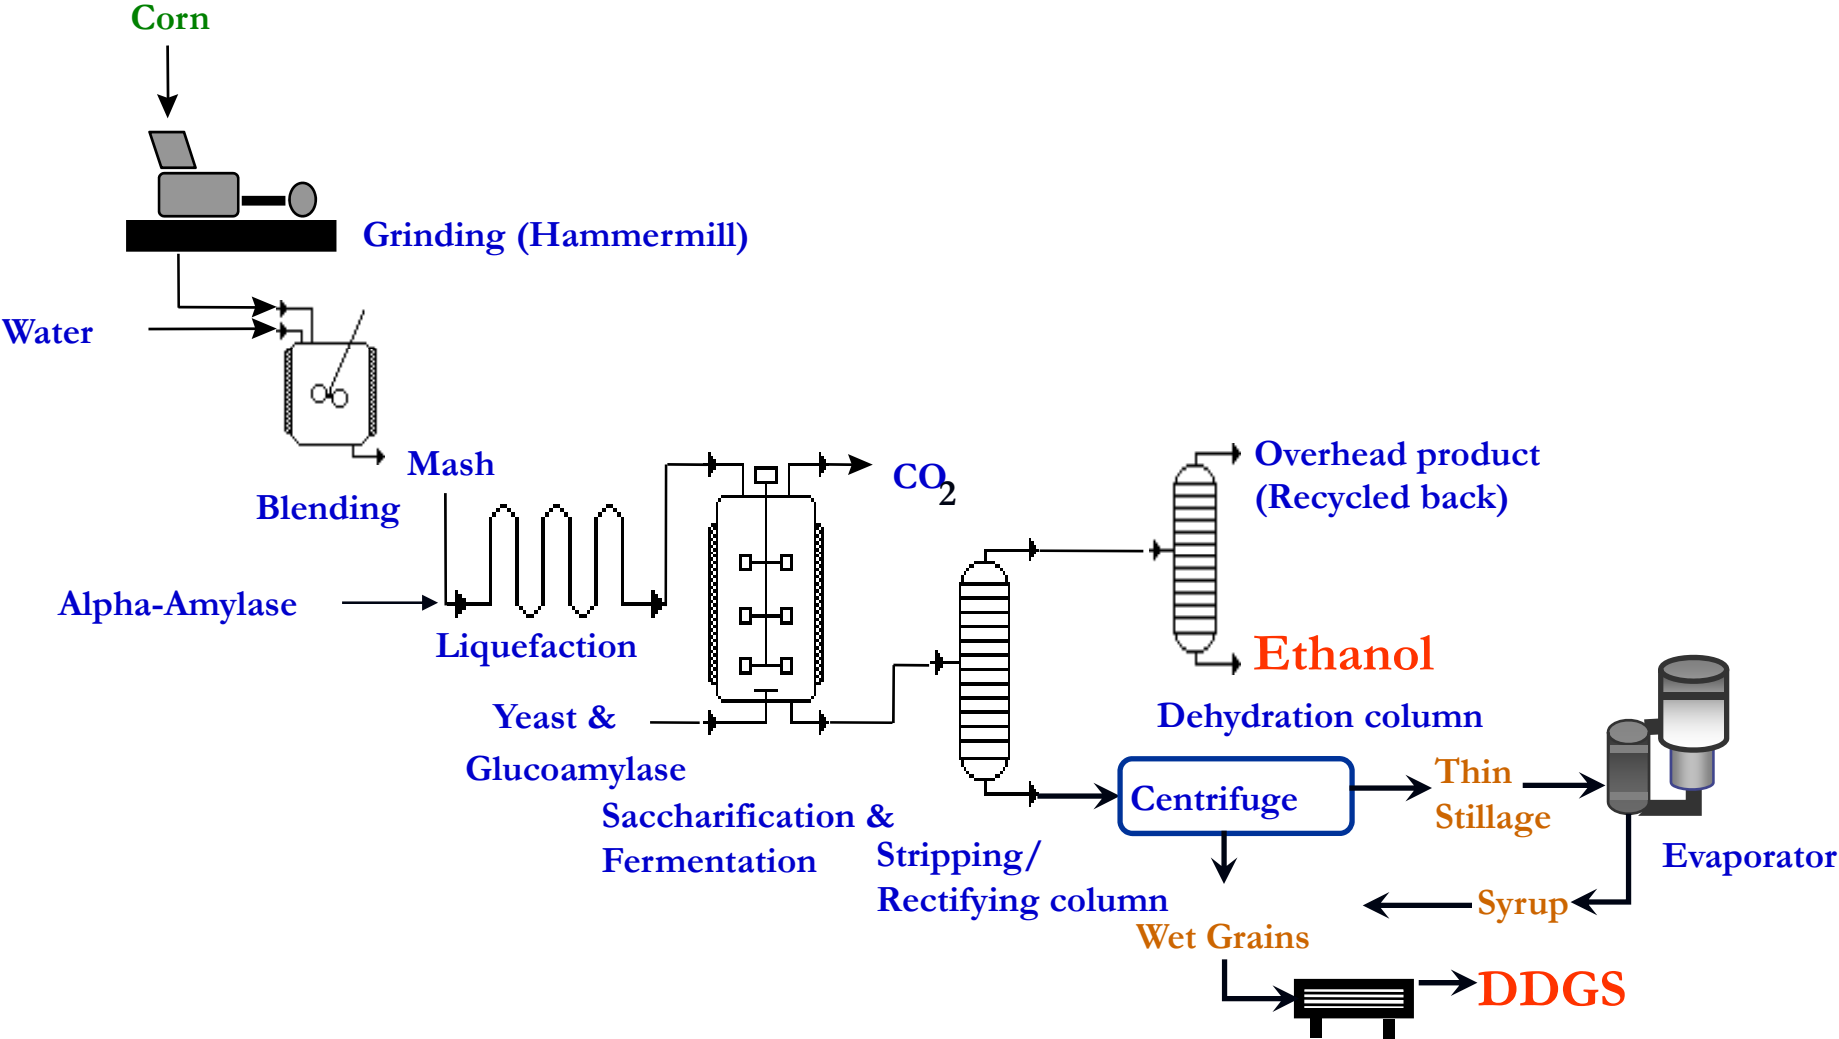 Corn
Grinding (Hammermill)
Water
Mash
Blending
CO2
Overhead product
(Recycled back)
Alpha-Amylase
Liquefaction
Ethanol
Yeast &
Glucoamylase
Dehydration column
Saccharification &
Fermentation
Centrifuge
Thin
Stillage
Stripping/
Rectifying column
Evaporator
Syrup
Wet Grains
DDGS